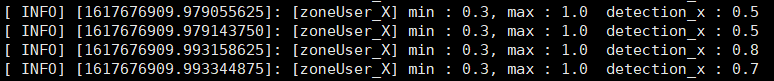 [ INFO] [1617676909.979055625]: [zoneUser_X] min : 0.3, max : 1.0  detection_x : 0.5
[ INFO] [1617676909.979143750]: [zoneUser_X] min : 0.3, max : 1.0  detection_x : 0.5
[ INFO] [1617676909.993158625]: [zoneUser_X] min : 0.3, max : 1.0  detection_x : 0.8
[ INFO] [1617676909.993344875]: [zoneUser_X] min : 0.3, max : 1.0  detection_x : 0.7